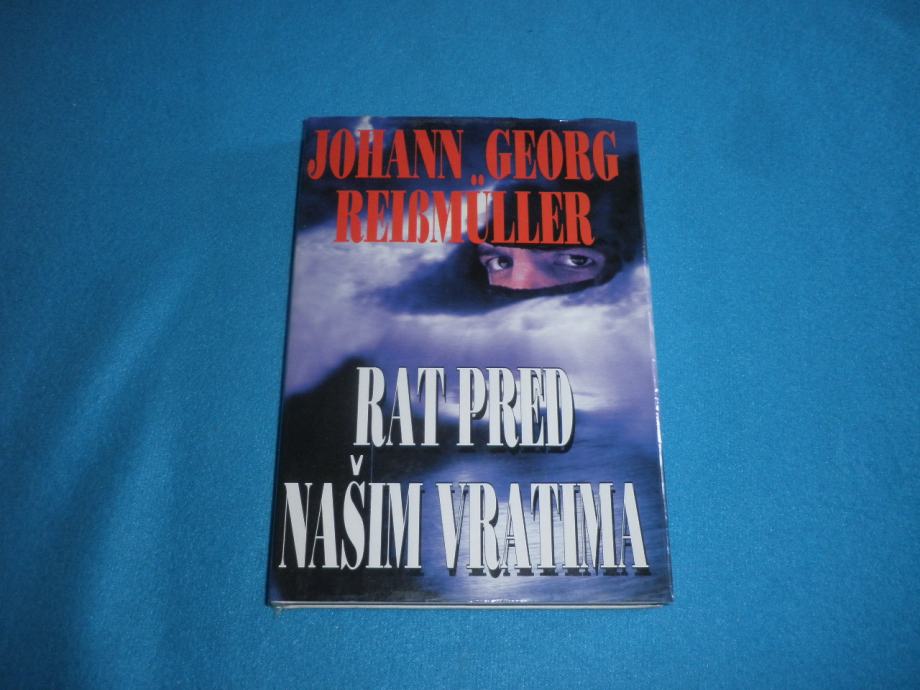 JOHANN GEORG
REIßMÜLLER
RAT PRED
NAŠIM VRATIMA